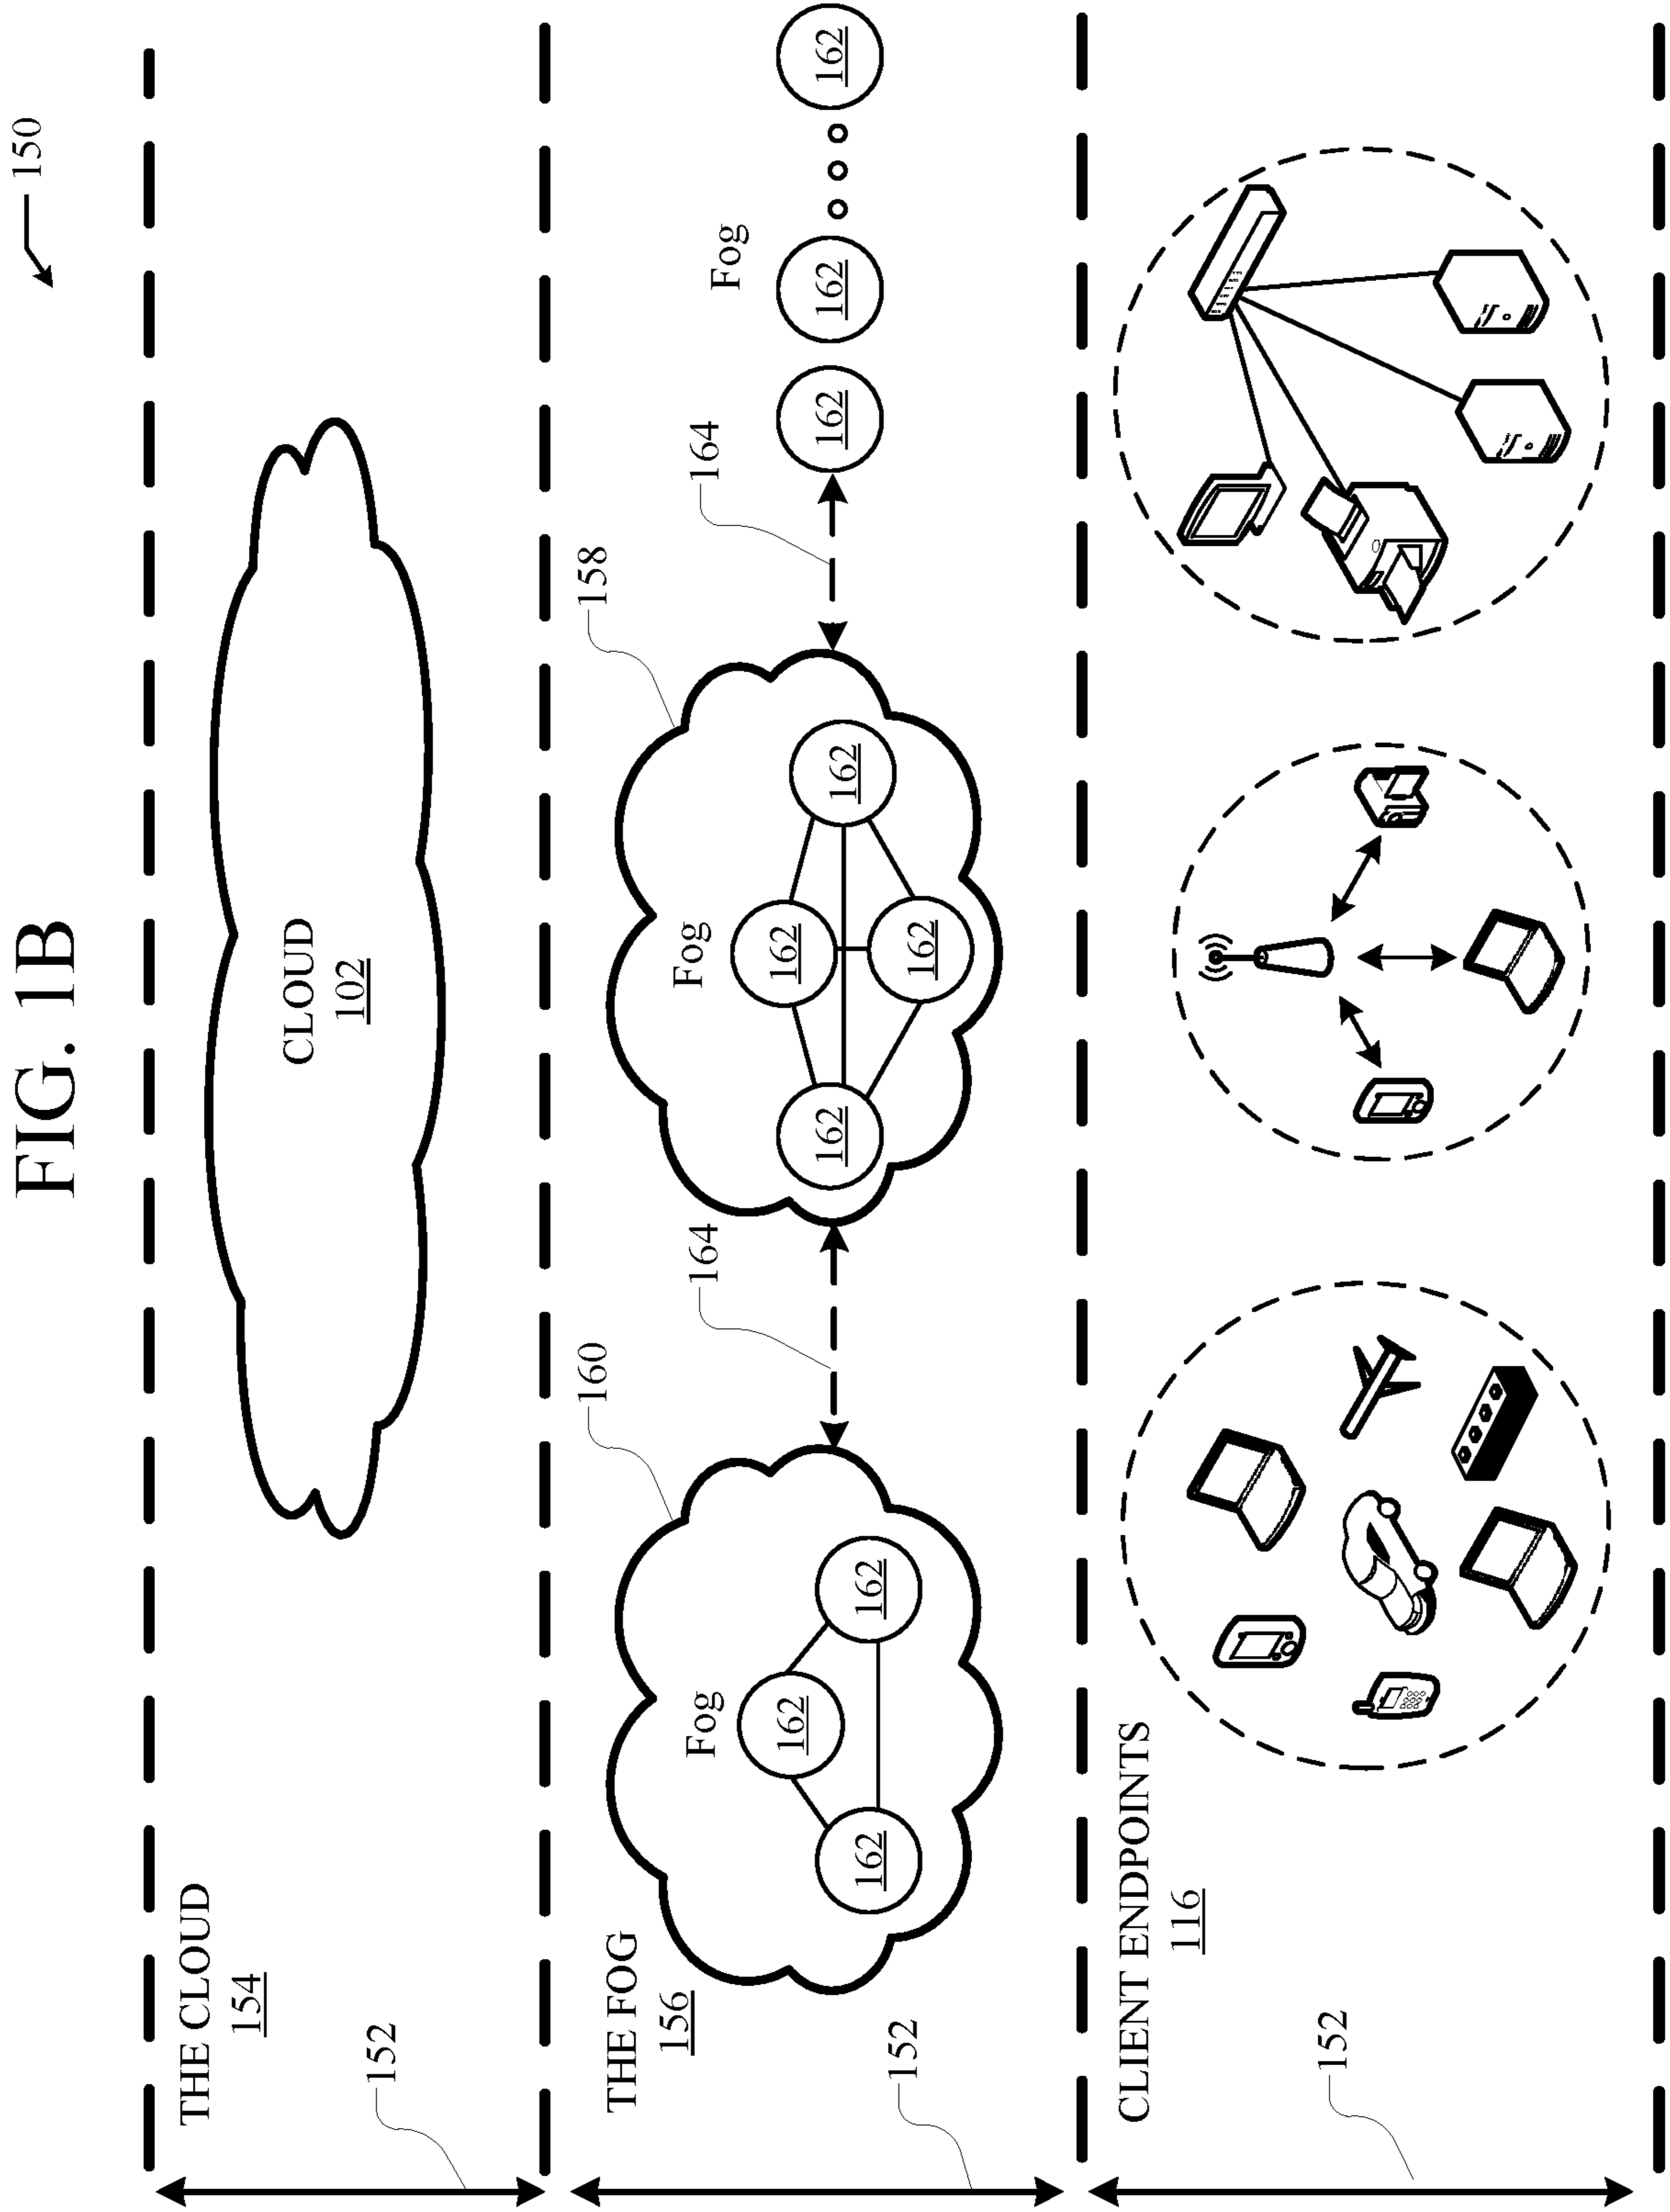 FIG. 1B
150
THE CLOUD
154
152
CLOUD
102
THE FOG
156
152
160
Fog
162
162
162
164
158
Fog
162
162
162
162
164
Fog
162
162
162
CLIENT ENDPOINTS
116
152